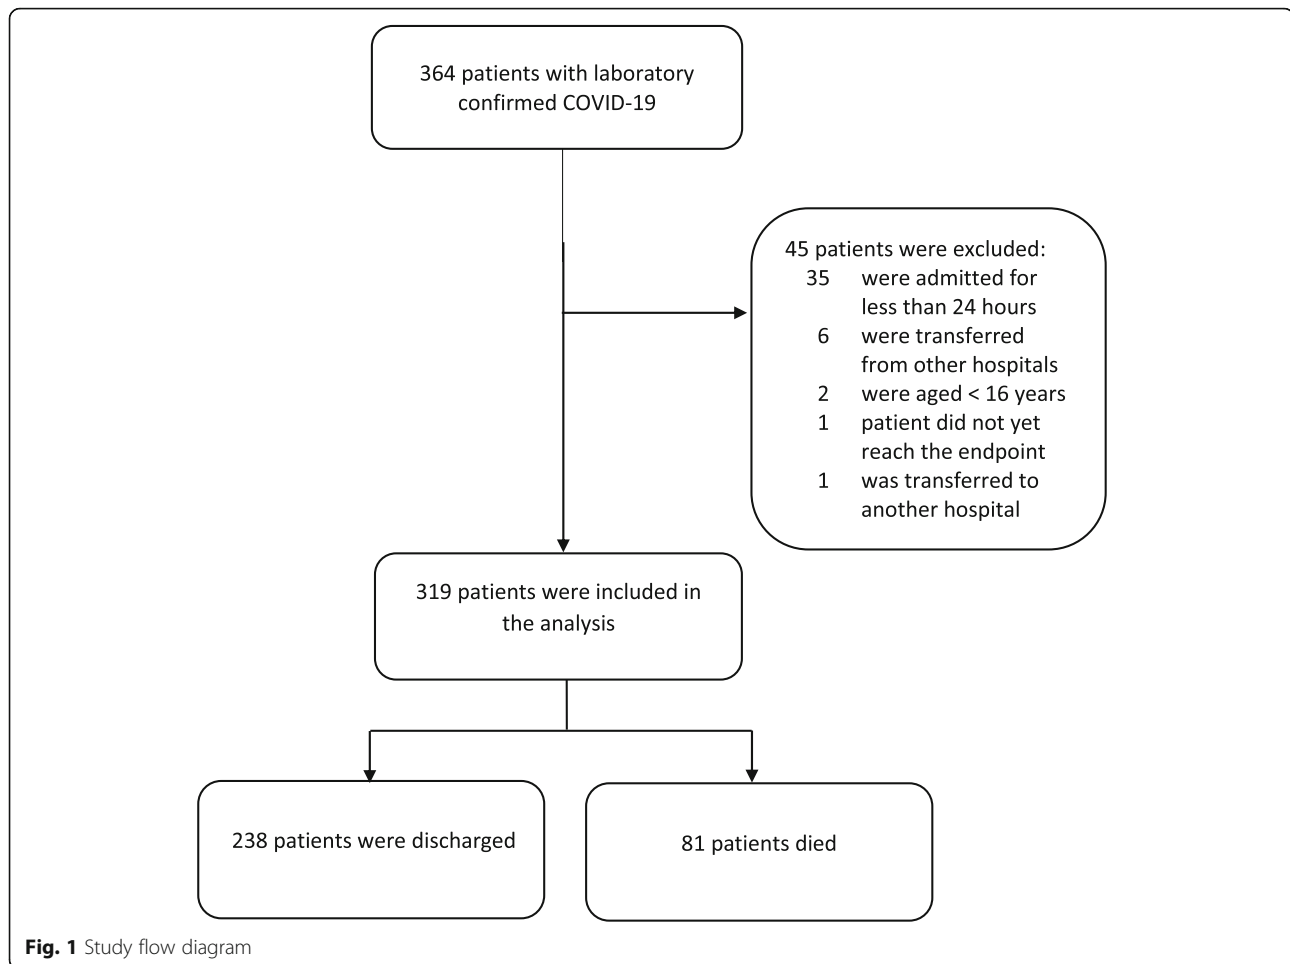 364 patients with laboratory
confirmed COVID-19
45 patients were excluded:
35 were admitted for
less than 24 hours
6 were transferred
from other hospitals
2 were aged < 16 years
1 patient did not yet
reach the endpoint
1 was transferred to
another hospital
319 patients were included in
the analysis
238 patients were discharged
81 patients died
Fig. 1 Study flow diagram